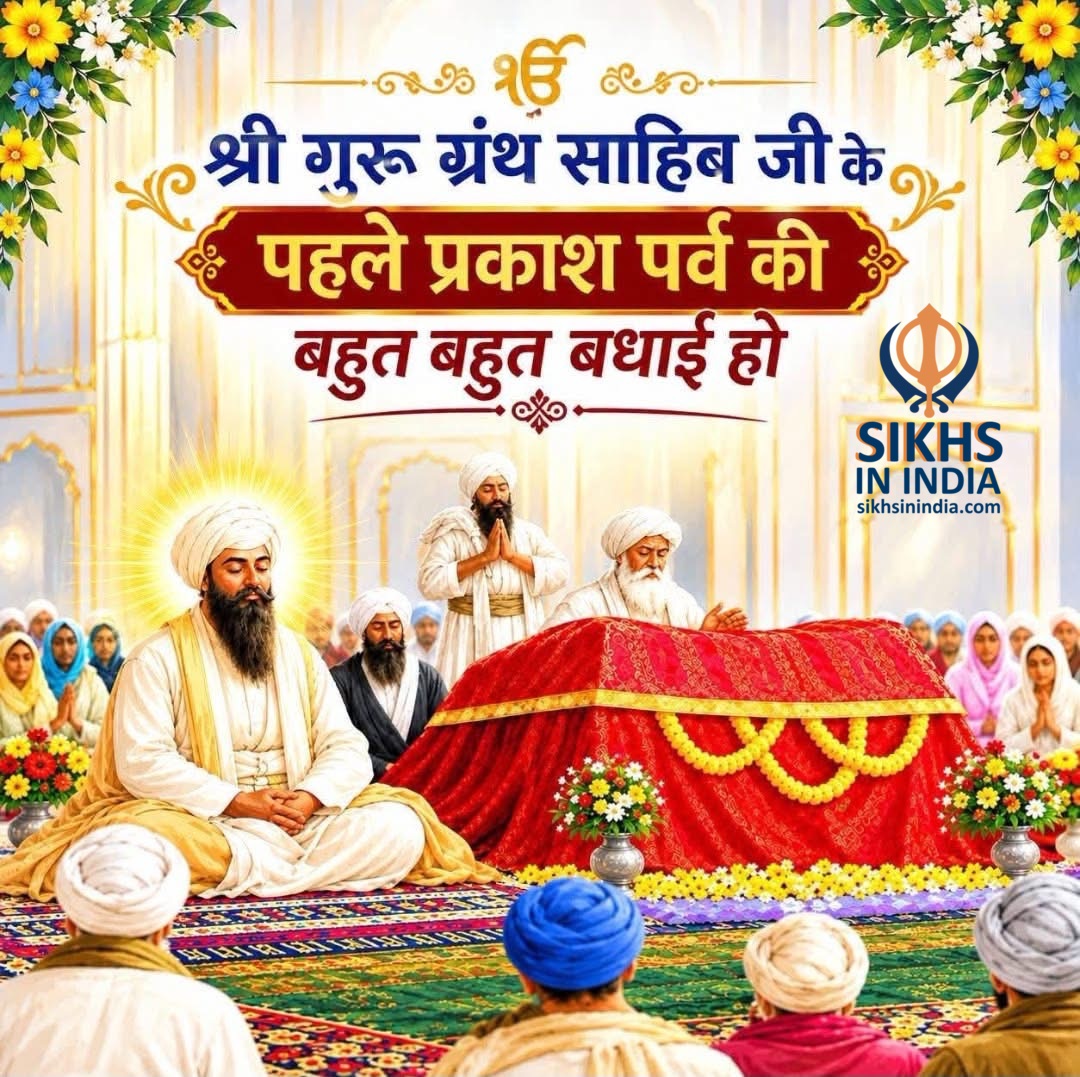 ੴ
श्री गुरू ग्रंथ साहिब जी के
पहले प्रकाश पर्व की
बहुत बहुत बधाई हो
SIKHS
IN INDIA
sikhsinindia.com